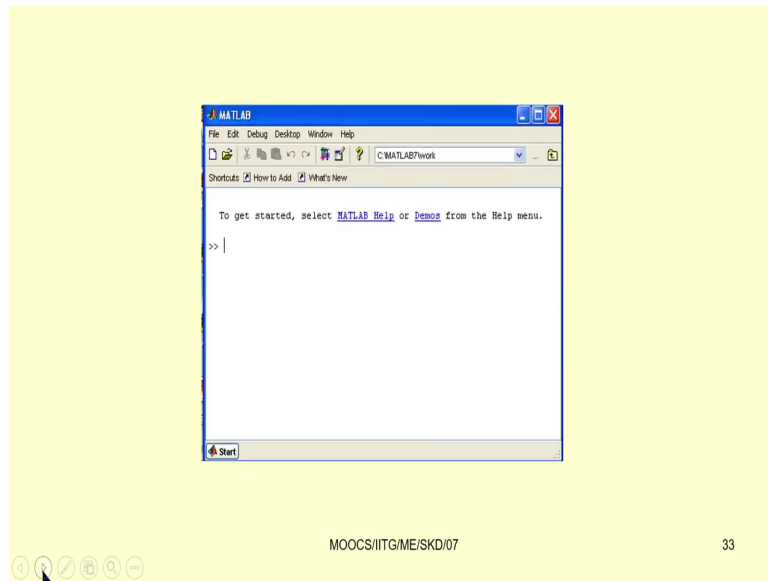 MATLAB
File Edit Debug Desktop Window Help
C:\MATLAB7\work
Shortcuts How to Add What's New
To get started, select MATLAB Help or Demos from the Help menu.
>>
Start
MOOCS/IITG/ME/SKD/07 33